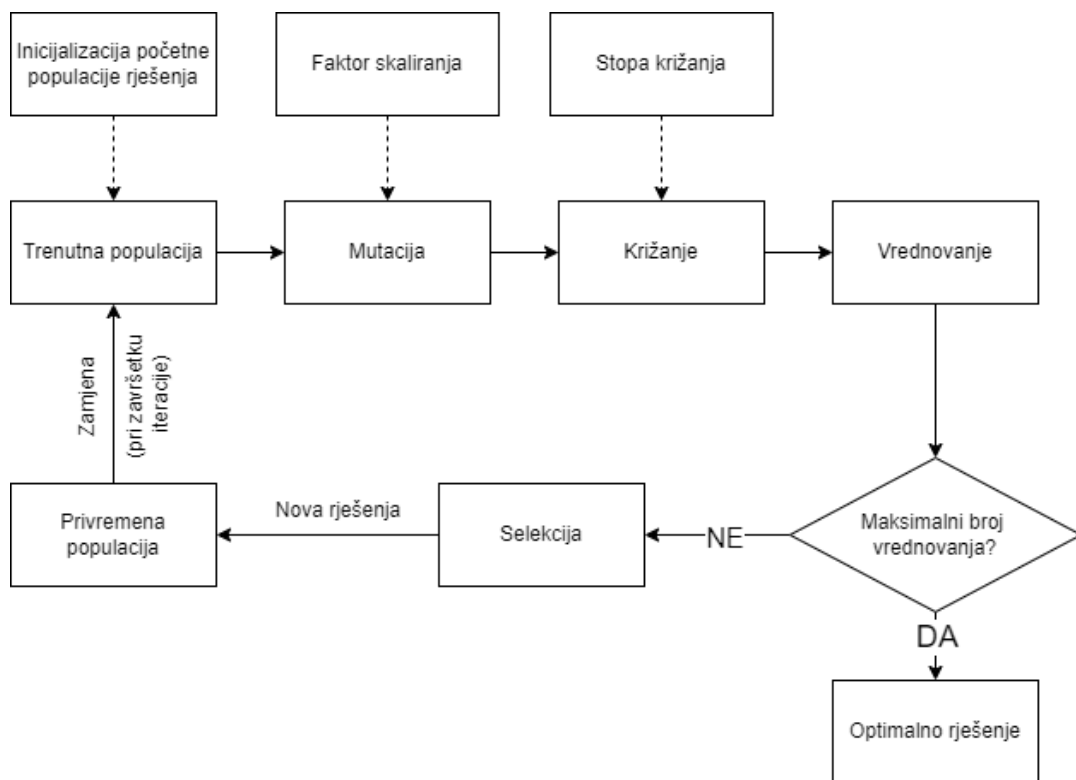 Inicijalizacija početne
populacije rješenja
Faktor skaliranja
Stopa križanja
Trenutna populacija
Mutacija
Križanje
Vrednovanje
Zamjena
(pri završetku
iteracije)
Privremena
populacija
Nova rješenja
Selekcija
NE
Maksimalni broj
vrednovanja?
DA
Optimalno rješenje